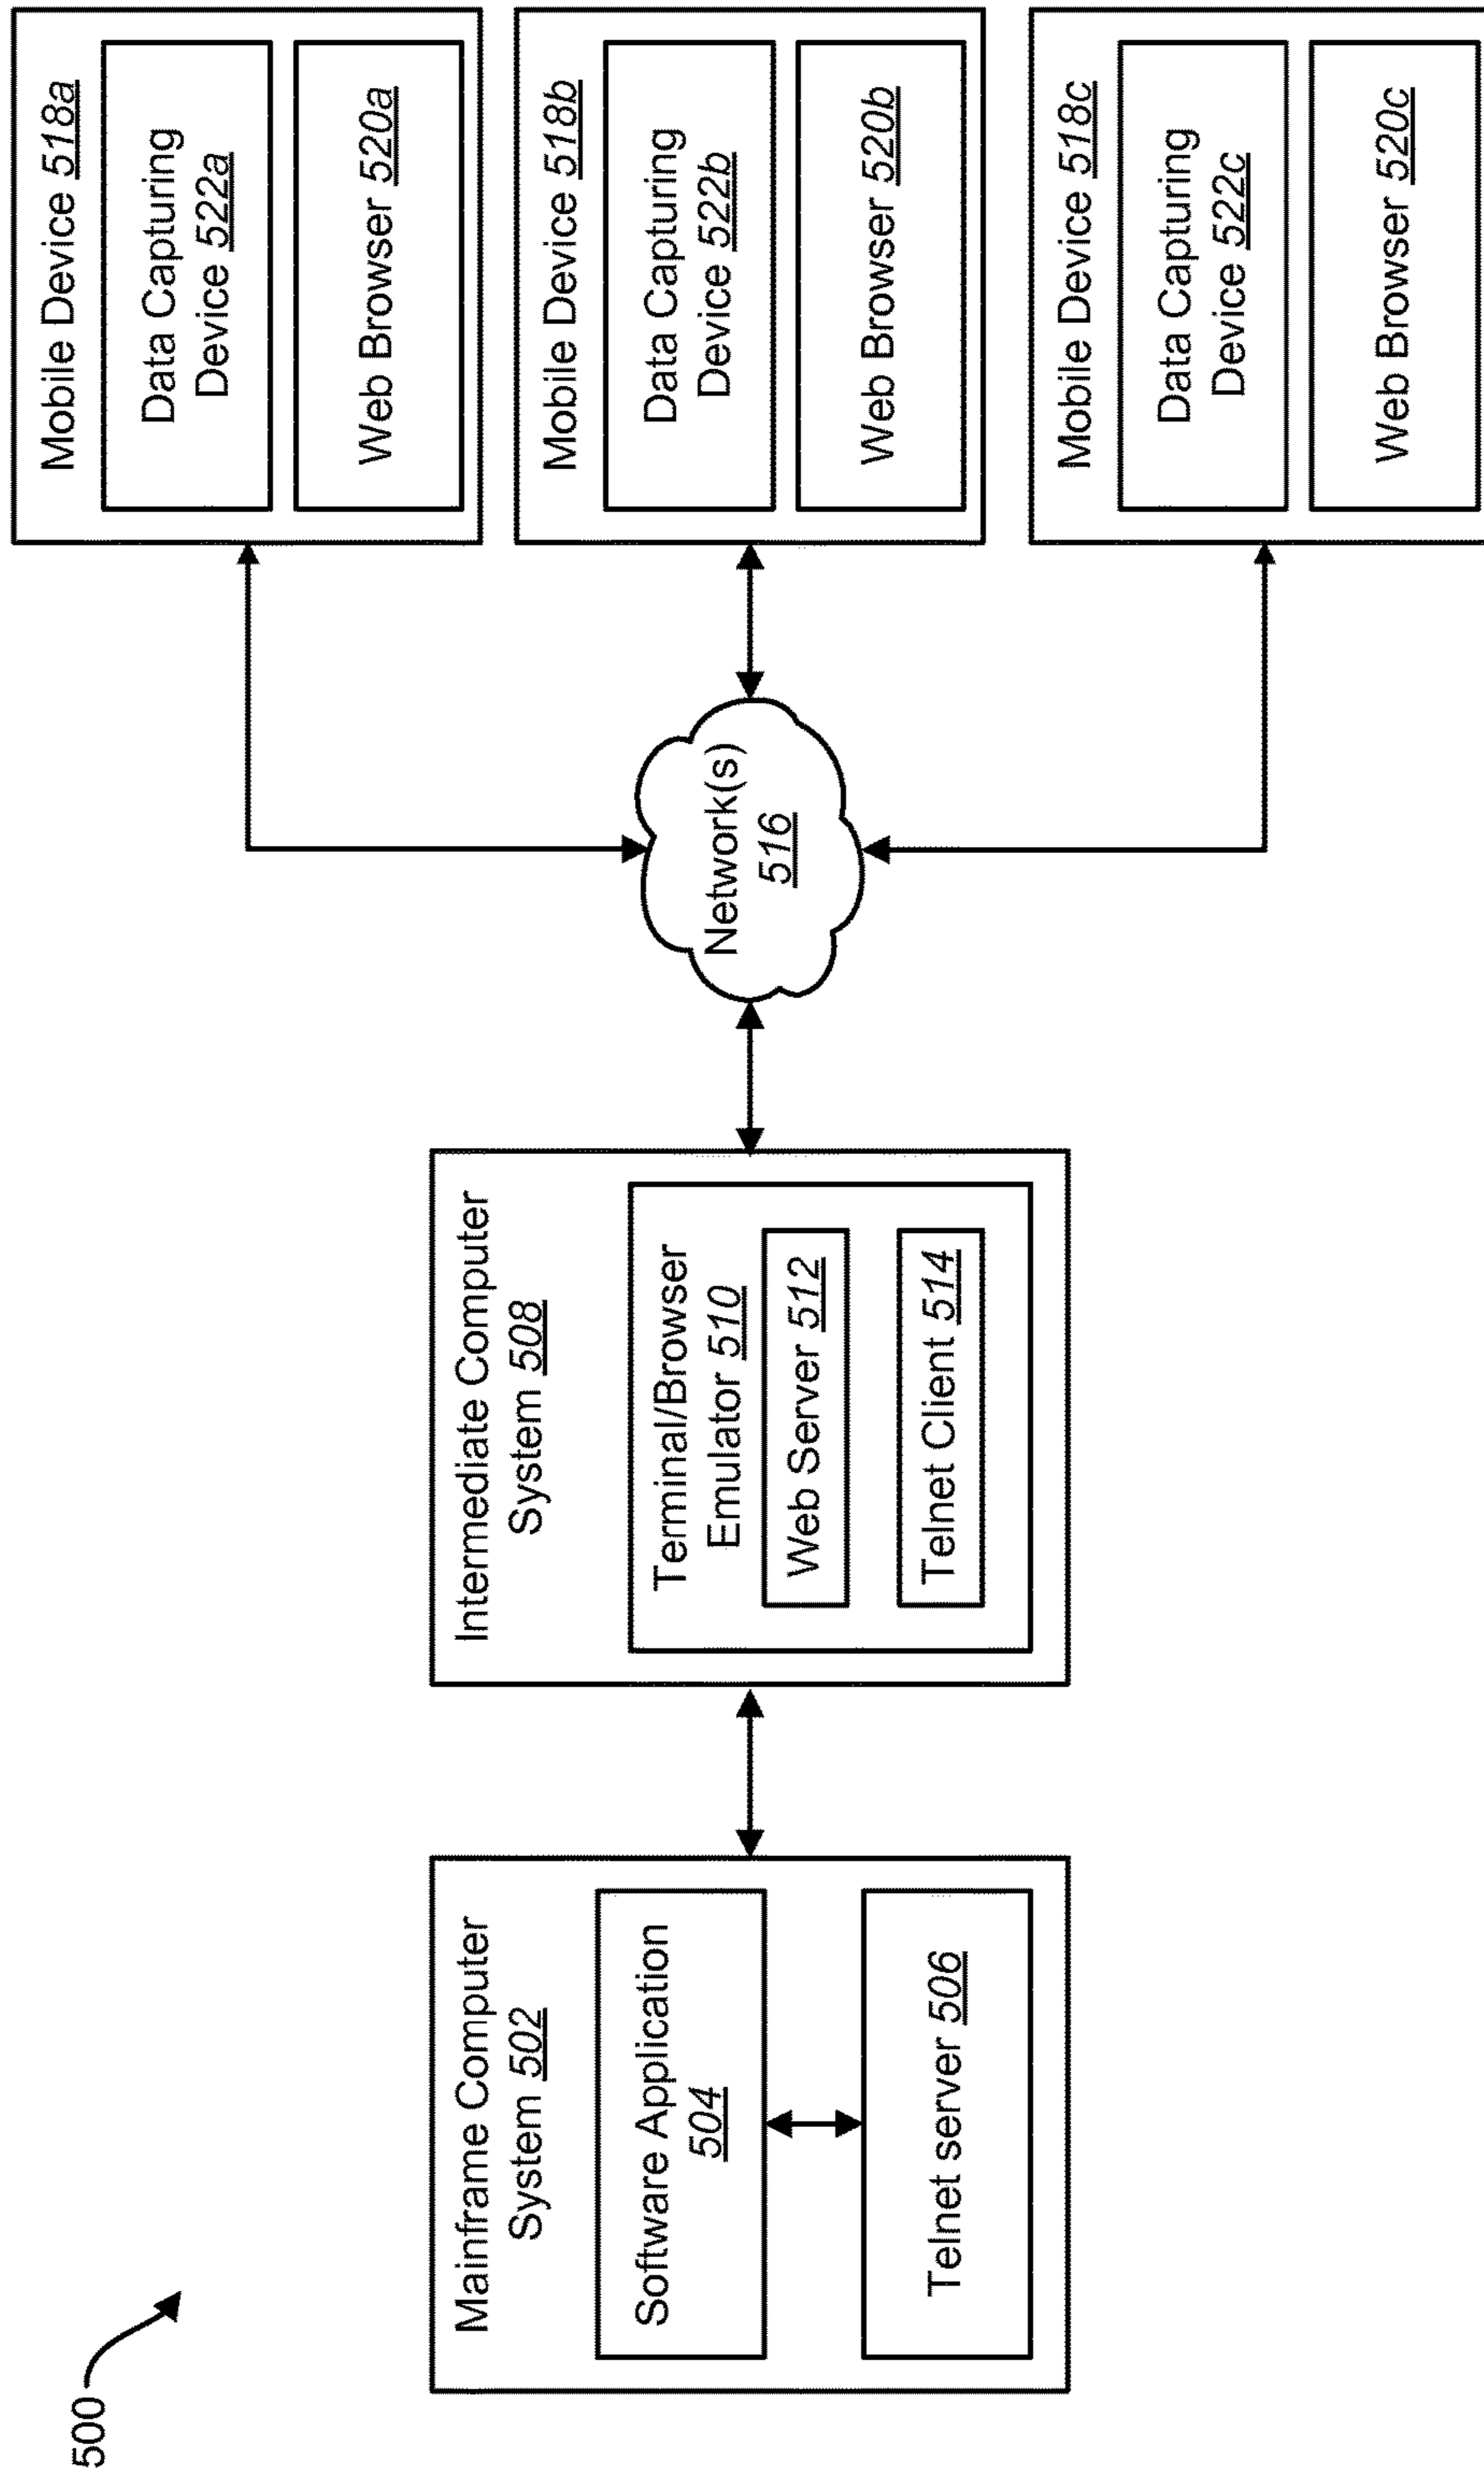 500
Mainframe Computer
System 502
Software Application
504
Telnet server 506
Intermediate Computer
System 508
Terminal/Browser
Emulator 510
Web Server 512
Telnet Client 514
Network(s)
516
Mobile Device 518a
Data Capturing
Device 522a
Web Browser 520a
Mobile Device 518b
Data Capturing
Device 522b
Web Browser 520b
Mobile Device 518c
Data Capturing
Device 522c
Web Browser 520c